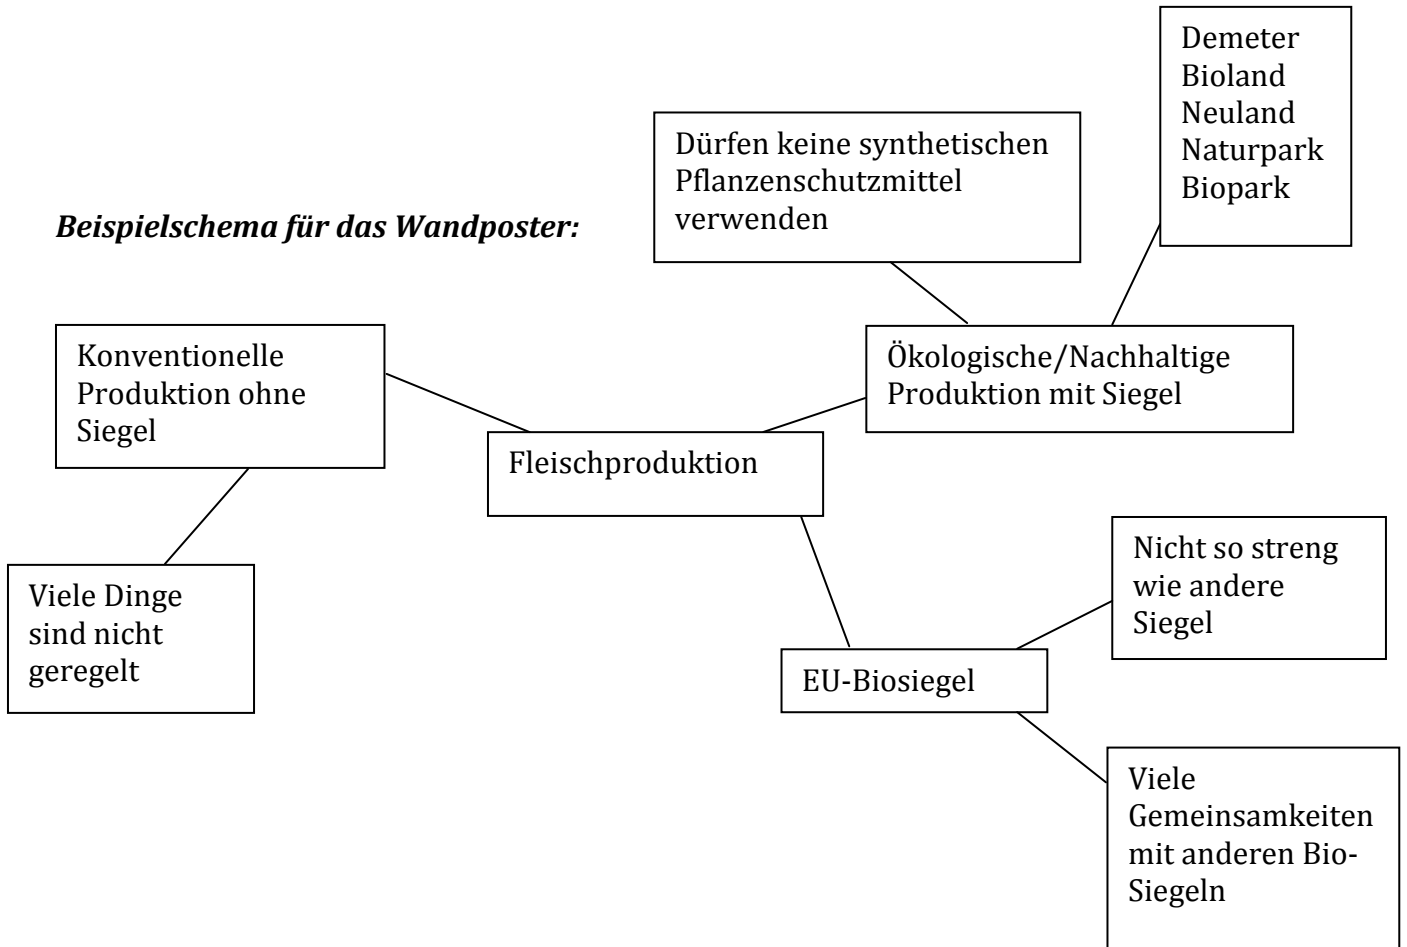 Demeter
Bioland
Neuland
Naturpark
Biopark
Dürfen keine synthetischen
Pflanzenschutzmittel
verwenden
Beispielschema für das Wandposter:
Konventionelle
Produktion ohne
Siegel
Ökologische/Nachhaltige
Produktion mit Siegel
Fleischproduktion
Viele Dinge
sind nicht
geregelt
Nicht so streng
wie andere
Siegel
EU-Biosiegel
Viele
Gemeinsamkeiten
mit anderen Bio-
Siegeln